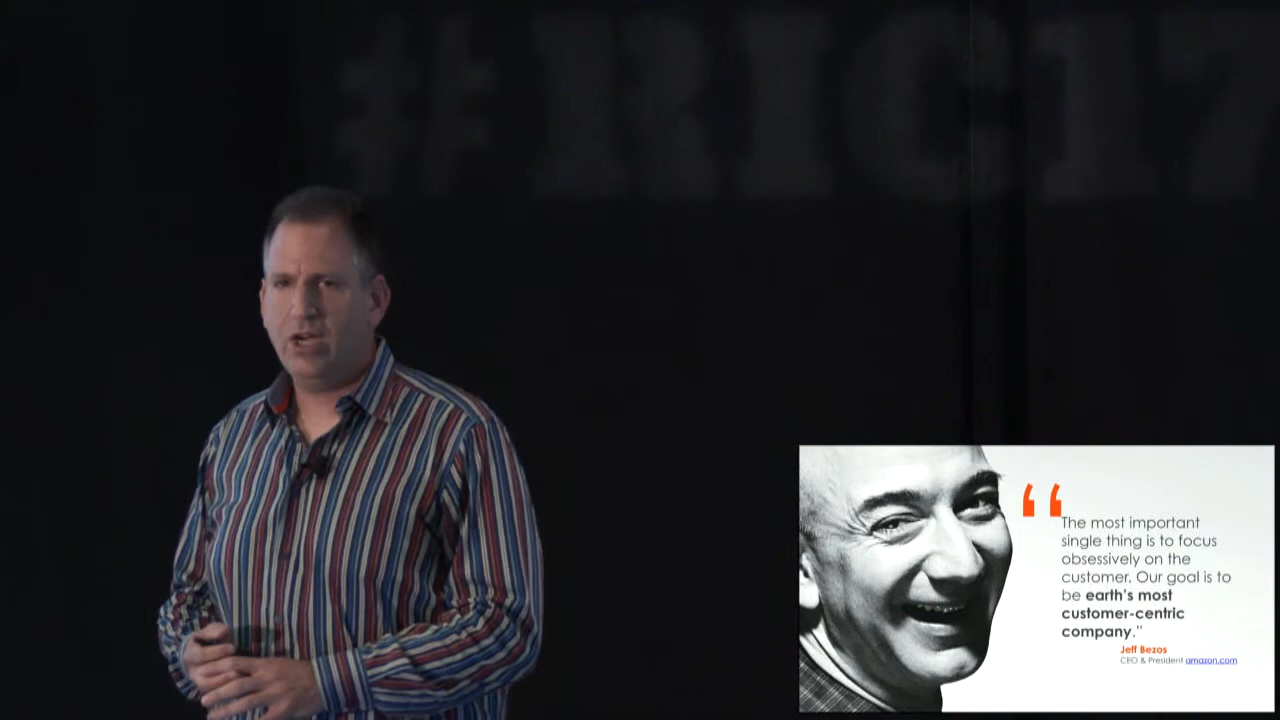 #RIC17
“
The most important
single thing is to focus
obsessively on the
customer. Our goal is to
be earth's most
customer-centric
company."
Jeff Bezos
CEO & President amazon.com